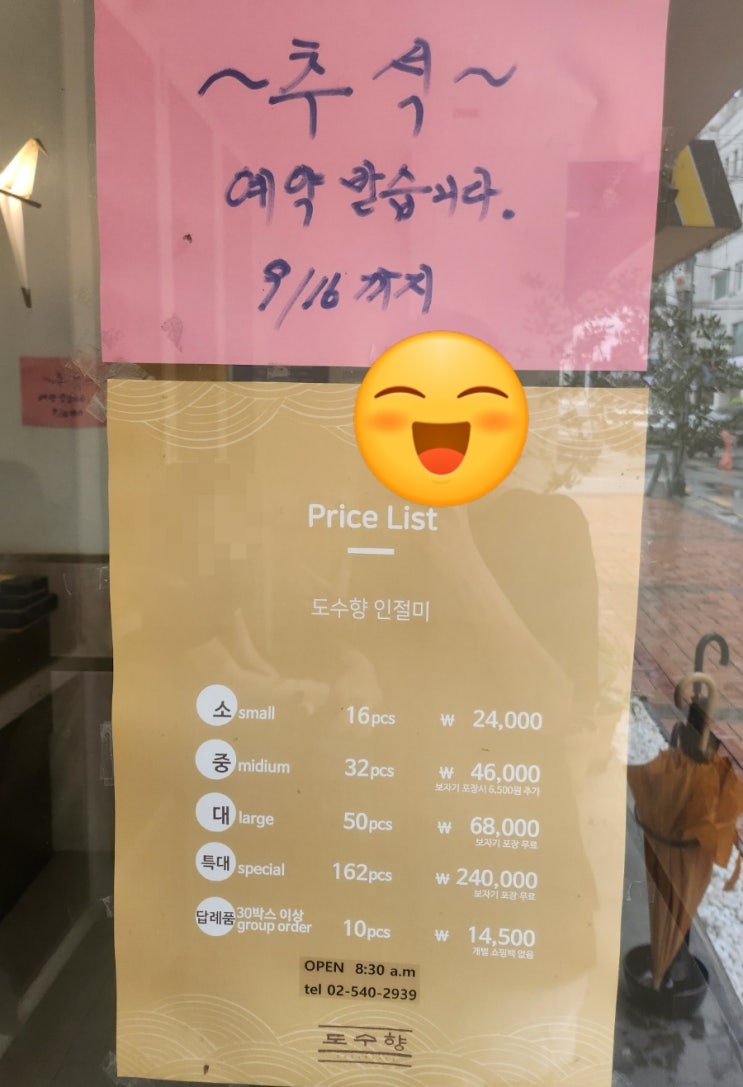 ~추석~
예약 받습니다.
9/16 까지
Price List
도수향 인절미
소 small 16pcs ₩ 24,000
중 midium 32pcs ₩ 46,000
보자기 포장시 6,500원 추가
대 large 50pcs ₩ 68,000
보자기 포장 무료
특대 special 162pcs ₩ 240,000
보자기 포장 무료
답례품 30박스 이상
group order 10pcs ₩ 14,500
개별 쇼핑백 없음
OPEN 8:30 a.m
tel 02-540-2939
도수향